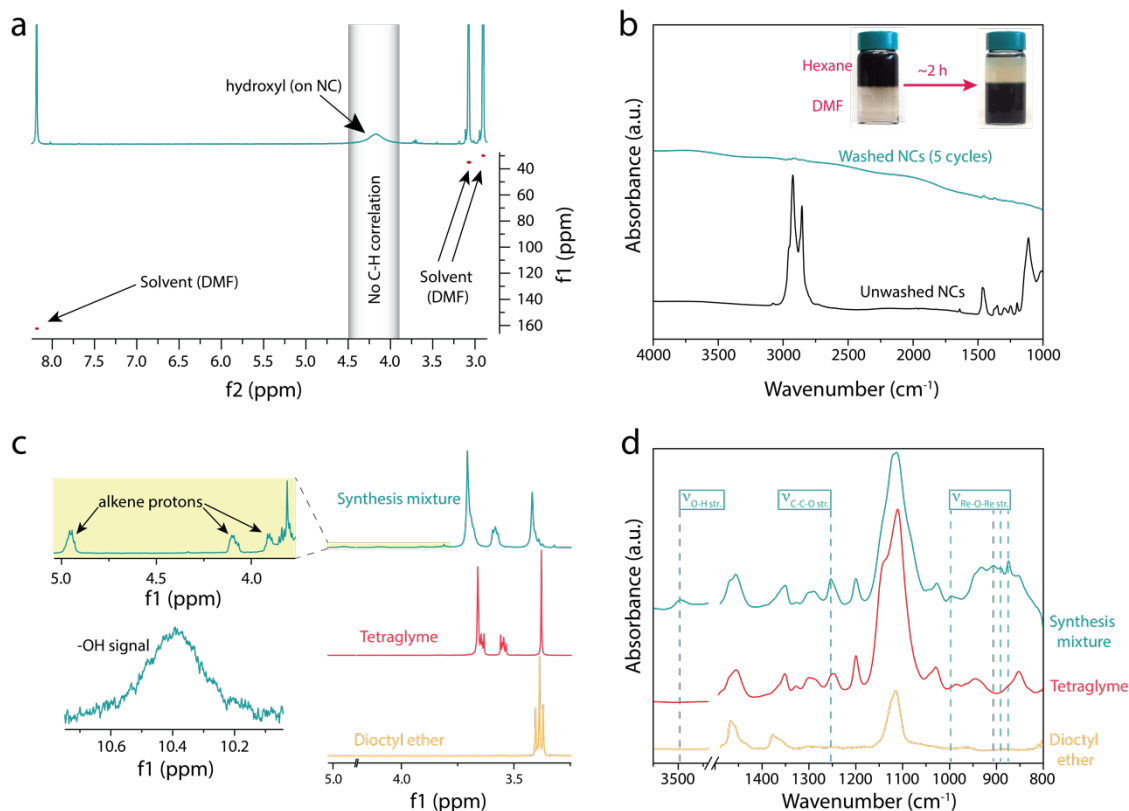 a
hydroxyl (on NC)
No C-H correlation
Solvent (DMF)
Solvent
(DMF)
40
60
80
100
120
140
160
f1 (ppm)
8.0 7.5 7.0 6.5 6.0 5.5 5.0 4.5 4.0 3.5 3.0
f2 (ppm)
b
Hexane
~2 h
DMF
Washed NCs (5 cycles)
Unwashed NCs
Absorbance (a.u.)
4000 3500 3000 2500 2000 1500 1000
Wavenumber (cm⁻¹)
c
alkene protons
5.0 4.5 4.0
f1 (ppm)
-OH signal
10.6 10.4 10.2
f1 (ppm)
Synthesis mixture
Tetraglyme
Dioctyl ether
5.0 4.0 3.5
f1 (ppm)
d
ν O-H str.
ν C-C-O str.
ν Re-O-Re str.
Synthesis
mixture
Tetraglyme
Dioctyl
ether
Absorbance (a.u.)
3500 1400 1300 1200 1100 1000 900 800
Wavenumber (cm⁻¹)